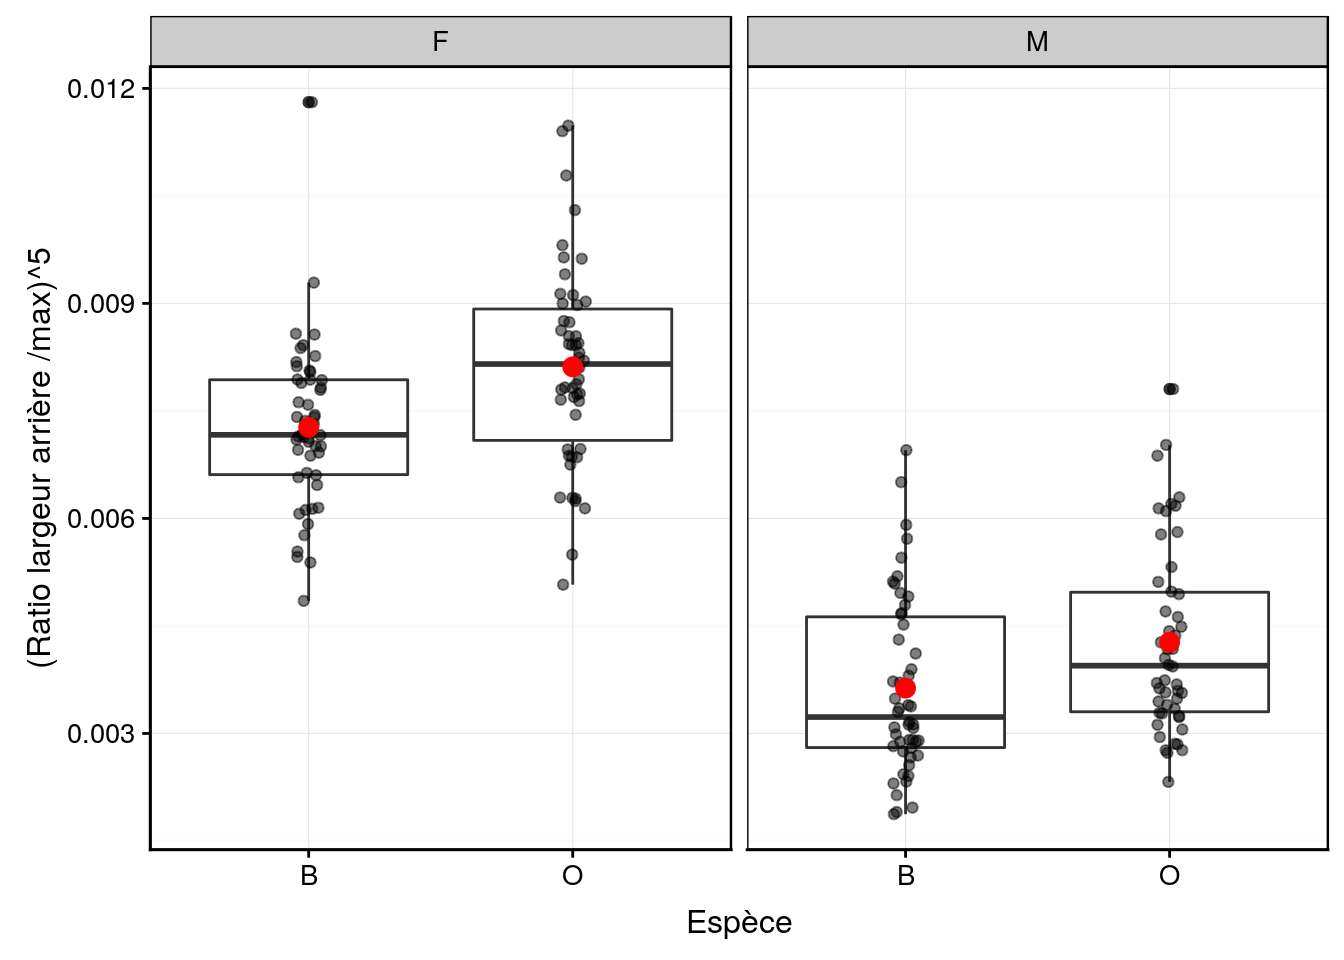 F
M
0.012
0.009
0.006
0.003
(Ratio largeur arrière /max)^5
B
O
B
O
Espèce